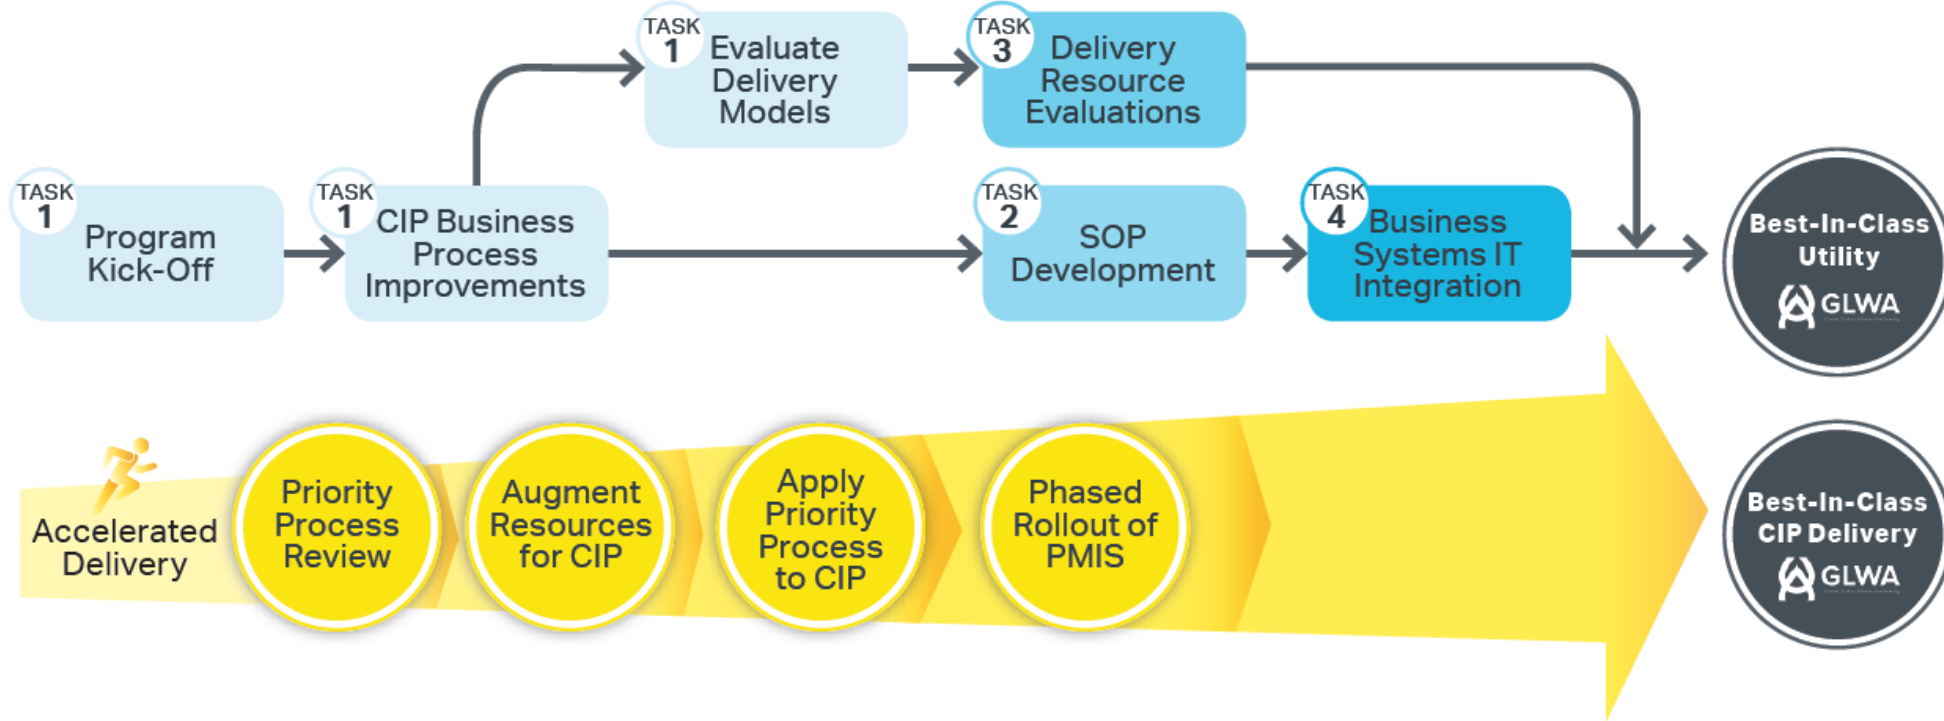 TASK
1
Evaluate
Delivery
Models
TASK
3
Delivery
Resource
Evaluations
TASK
1
Program
Kick-Off
TASK
1
CIP Business
Process
Improvements
TASK
2
SOP
Development
TASK
4
Business
Systems IT
Integration
Best-In-Class
Utility
GLWA
Accelerated
Delivery
Priority
Process
Review
Augment
Resources
for CIP
Apply
Priority
Process
to CIP
Phased
Rollout of
PMIS
Best-In-Class
CIP Delivery
GLWA